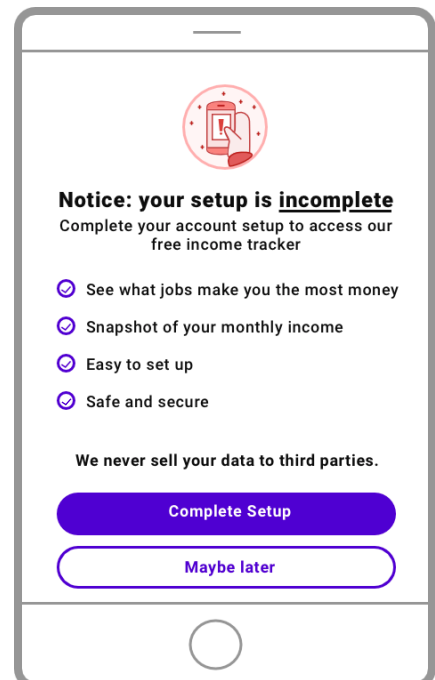 Notice: your setup is incomplete
Complete your account setup to access our
free income tracker
See what jobs make you the most money
Snapshot of your monthly income
Easy to set up
Safe and secure
We never sell your data to third parties.
Complete Setup
Maybe later